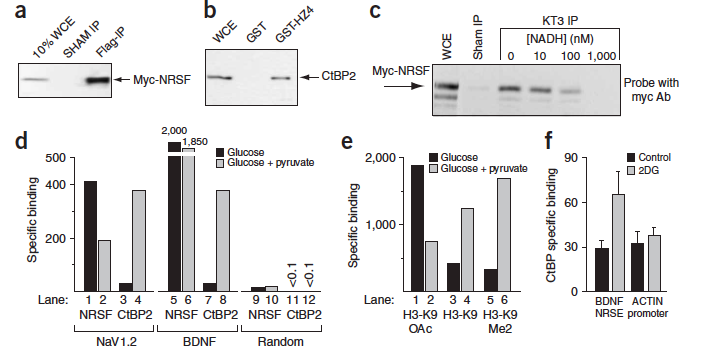 a
10% WCE
SHAM IP
Flag-IP
Myc-NRSF
b
WCE
GST
GST-HZ4
CtBP2
c
WCE
Sham IP
KT3 IP
[NADH] (nM)
0 10 100 1,000
Myc-NRSF
Probe with
myc Ab
d
Specific binding
500
400
200
2,000
1,850
Glucose
Glucose + pyruvate
Lane: 1 2 3 4 5 6 7 8 9 10 11 12
<0.1 <0.1
NRSF CtBP2 NRSF CtBP2 NRSF CtBP2
NaV1.2 BDNF Random
e
Specific binding
2,000
1,000
Glucose
Glucose + pyruvate
Lane: 1 2 3 4 5 6
H3-K9 H3-K9 H3-K9
OAc Me2
f
CtBP specific binding
90
60
30
0
Control
2DG
BDNF ACTIN
NRSE promoter